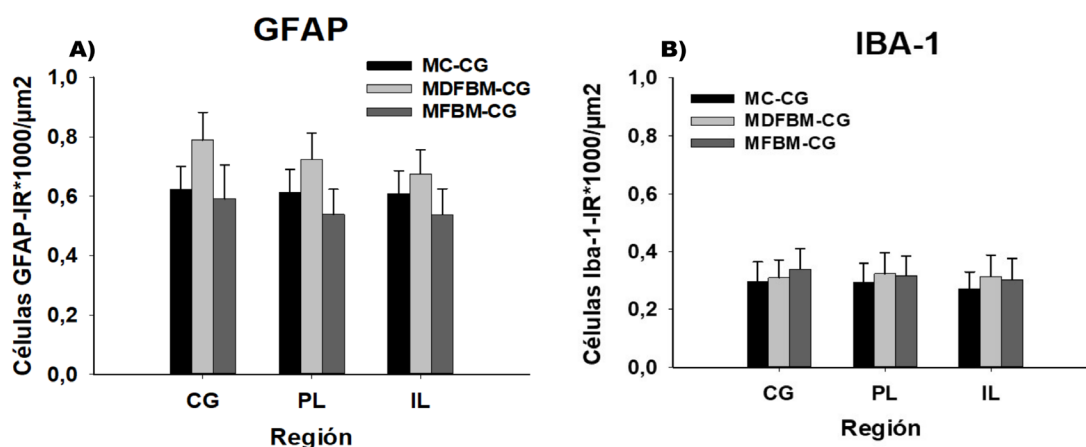 A)
GFAP
MC-CG
MDFBM-CG
MFBM-CG
Células GFAP-IR*1000/µm2
1,0
0,8
0,6
0,4
0,2
0,0
CG PL IL
Región
B)
IBA-1
MC-CG
MDFBM-CG
MFBM-CG
Células Iba-1-IR*1000/µm2
1,0
0,8
0,6
0,4
0,2
0,0
CG PL IL
Región